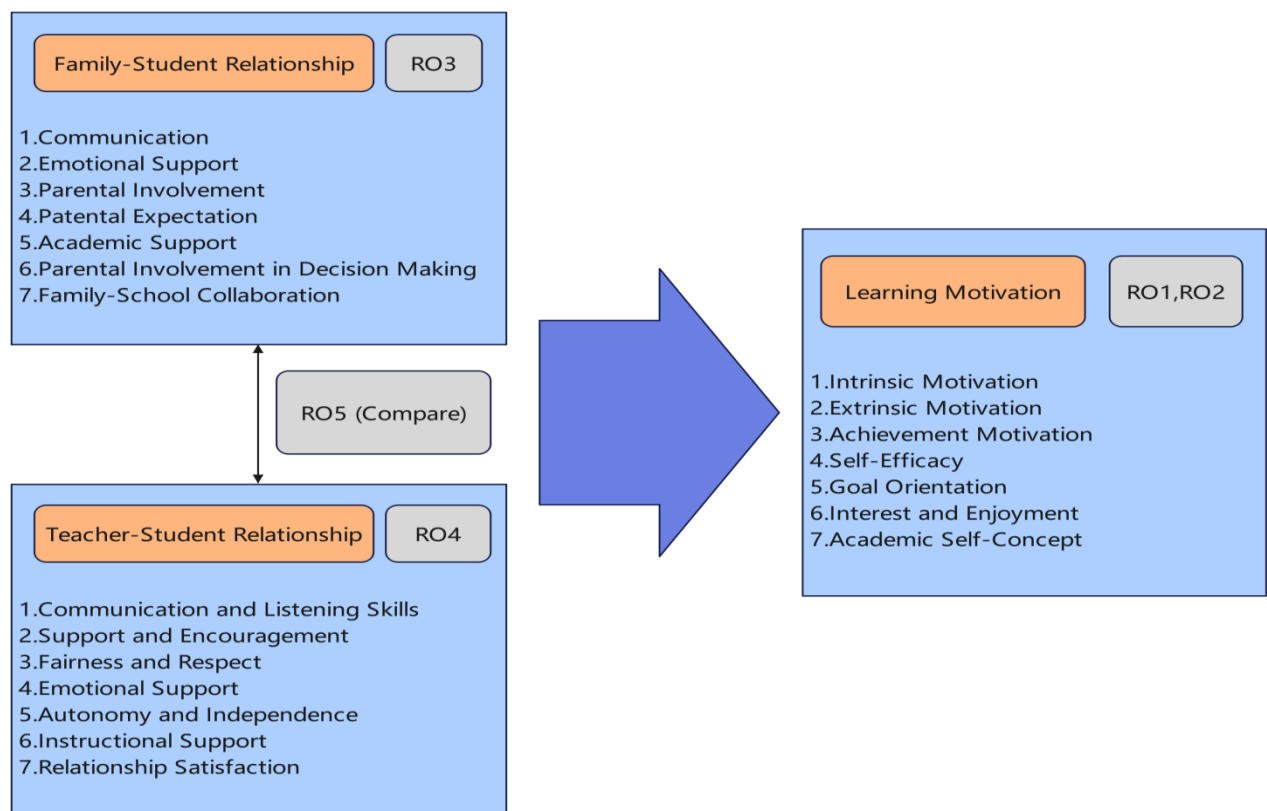 Family-Student Relationship
RO3
1.Communication
2.Emotional Support
3.Parental Involvement
4.Patental Expectation
5.Academic Support
6.Parental Involvement in Decision Making
7.Family-School Collaboration
RO5 (Compare)
Teacher-Student Relationship
RO4
1.Communication and Listening Skills
2.Support and Encouragement
3.Fairness and Respect
4.Emotional Support
5.Autonomy and Independence
6.Instructional Support
7.Relationship Satisfaction
Learning Motivation
RO1,RO2
1.Intrinsic Motivation
2.Extrinsic Motivation
3.Achievement Motivation
4.Self-Efficacy
5.Goal Orientation
6.Interest and Enjoyment
7.Academic Self-Concept